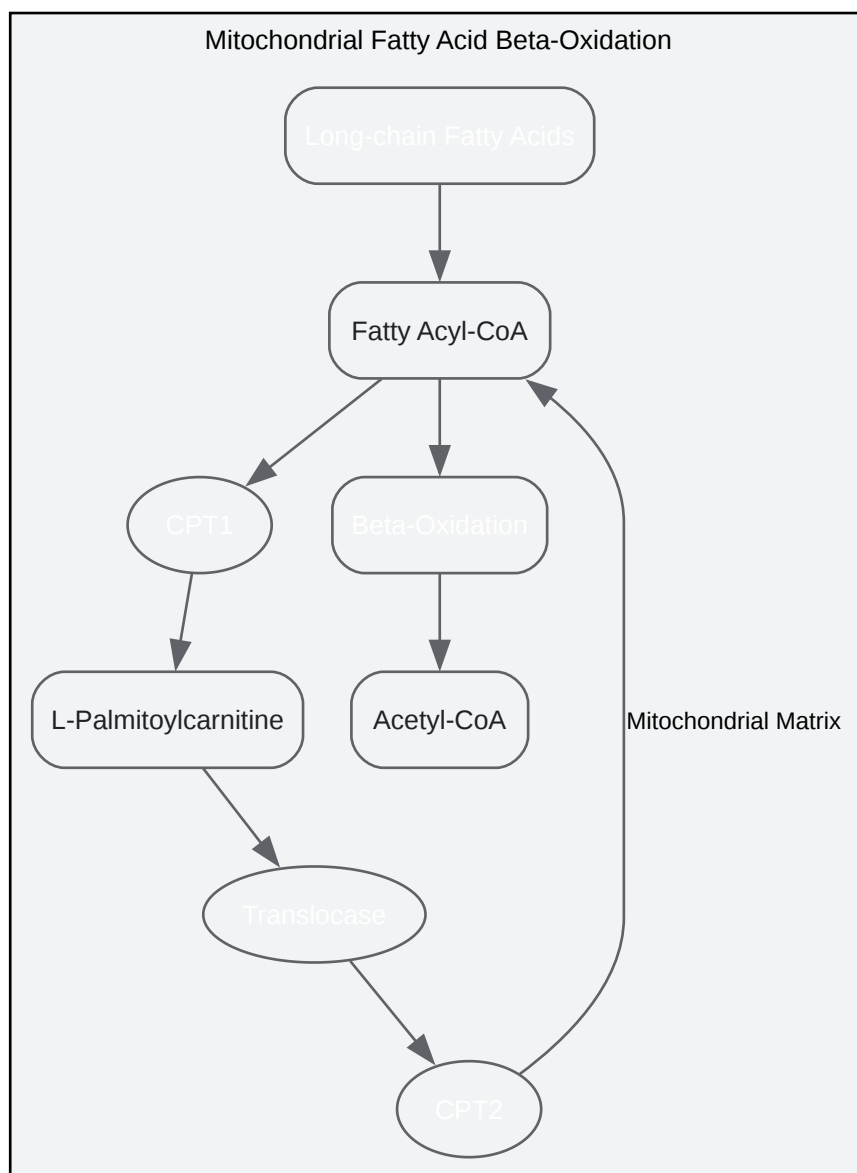 Mitochondrial Fatty Acid Beta-Oxidation
Long-chain Fatty Acids
Fatty Acyl-CoA
CPT1
Beta-Oxidation
L-Palmitoylcarnitine
Acetyl-CoA
Mitochondrial Matrix
Translocase
CPT2